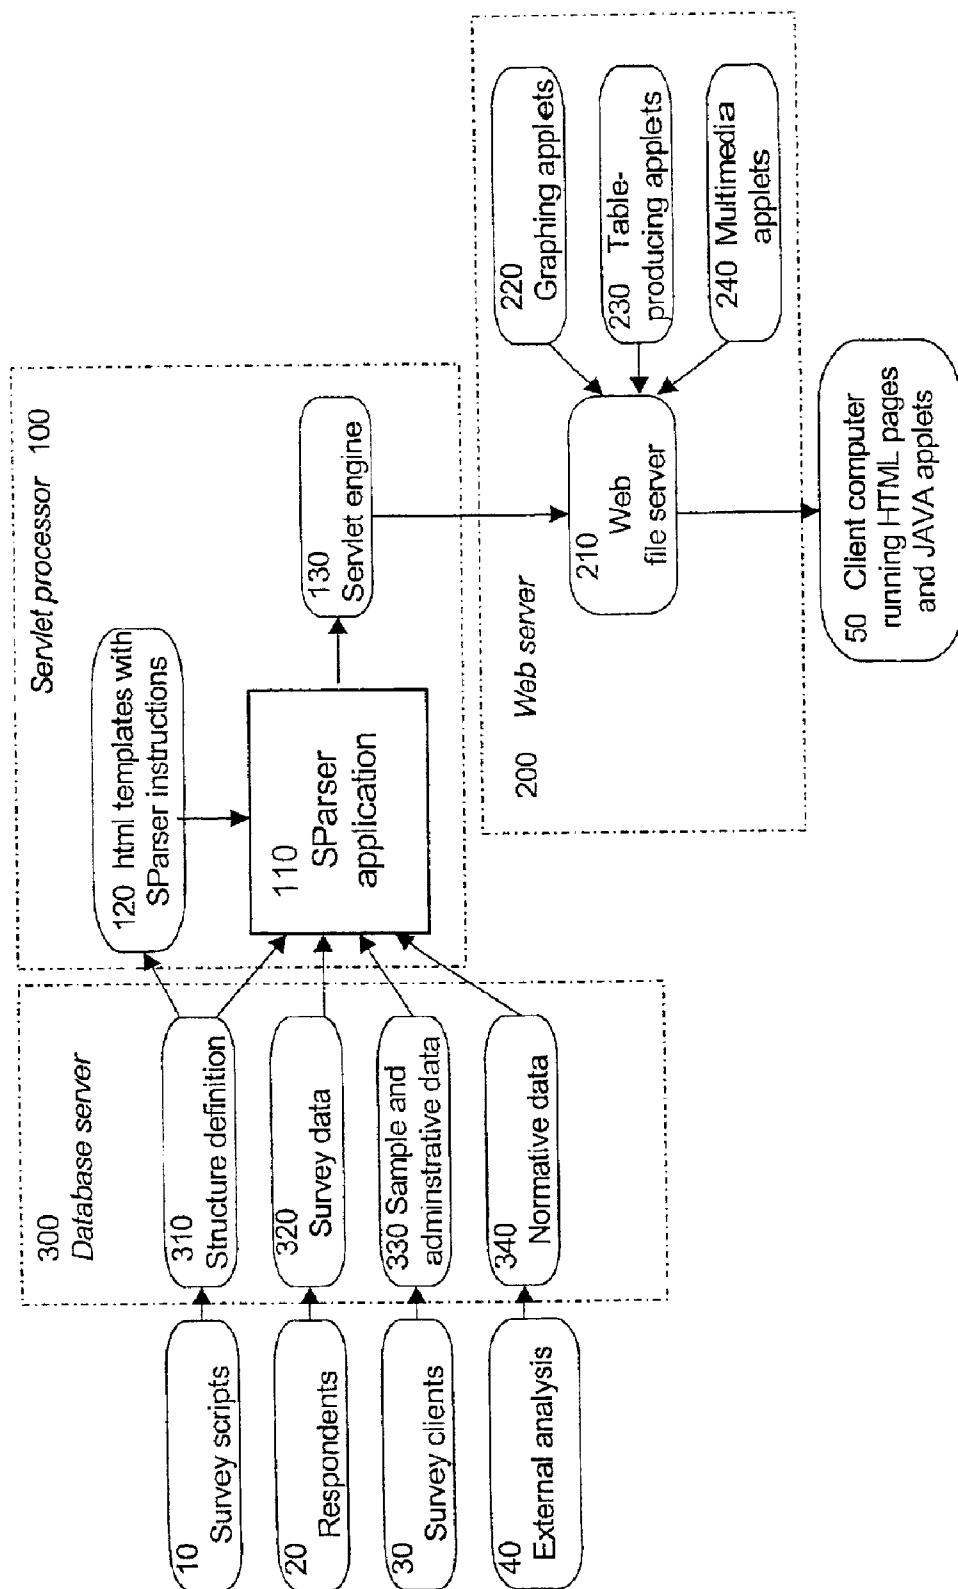 10
Survey scripts
20
Respondents
30
Survey clients
40
External analysis
300
Database server
310
Structure definition
320
Survey data
330 Sample and
adminstrative data
340
Normative data
Servlet processor 100
120 html templates with
SParser instructions
110
SParser
application
130
Servlet engine
200 Web server
210
Web
file server
220
Graphing applets
230 Table-
producing applets
240 Multimedia
applets
50 Client computer
running HTML pages
and JAVA applets